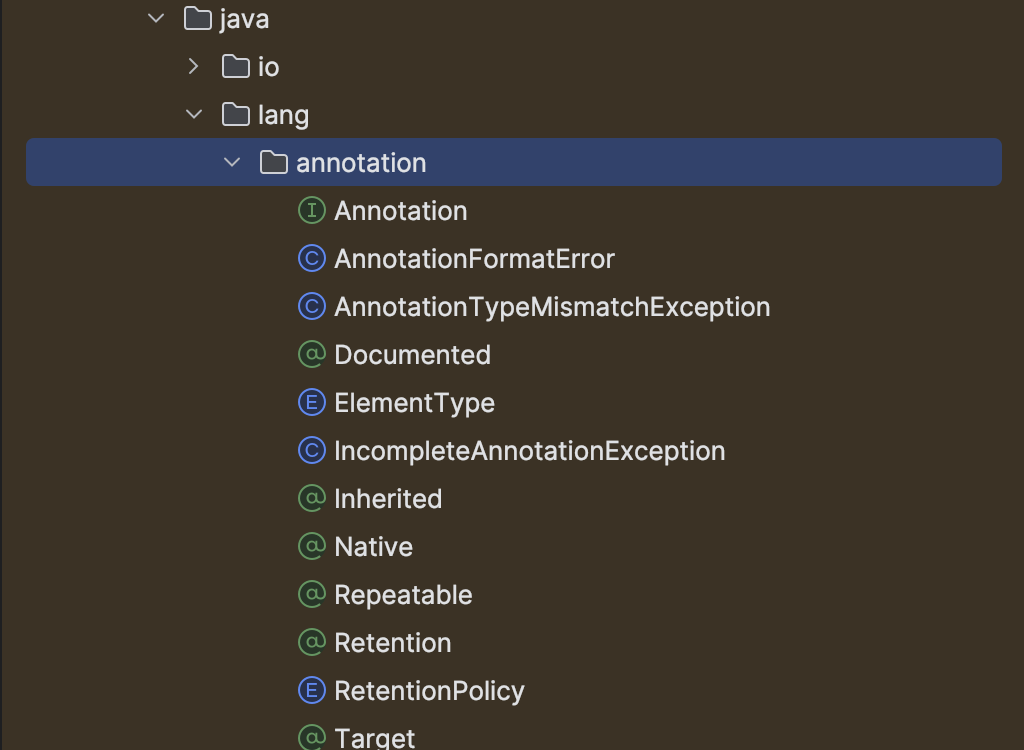 java
io
lang
annotation
I Annotation
C AnnotationFormatError
C AnnotationTypeMismatchException
@ Documented
E ElementType
C IncompleteAnnotationException
@ Inherited
@ Native
@ Repeatable
@ Retention
E RetentionPolicy
@ Target